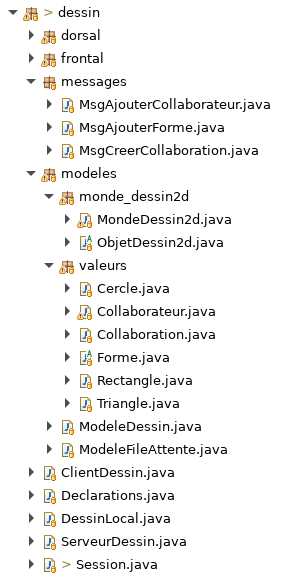 > dessin
dorsal
frontal
messages
MsgAjouterCollaborateur.java
MsgAjouterForme.java
MsgCreerCollaboration.java
modeles
monde_dessin2d
MondeDessin2d.java
ObjetDessin2d.java
valeurs
Cercle.java
Collaborateur.java
Collaboration.java
Forme.java
Rectangle.java
Triangle.java
ModeleDessin.java
ModeleFileAttente.java
ClientDessin.java
Declarations.java
DessinLocal.java
ServeurDessin.java
> Session.java